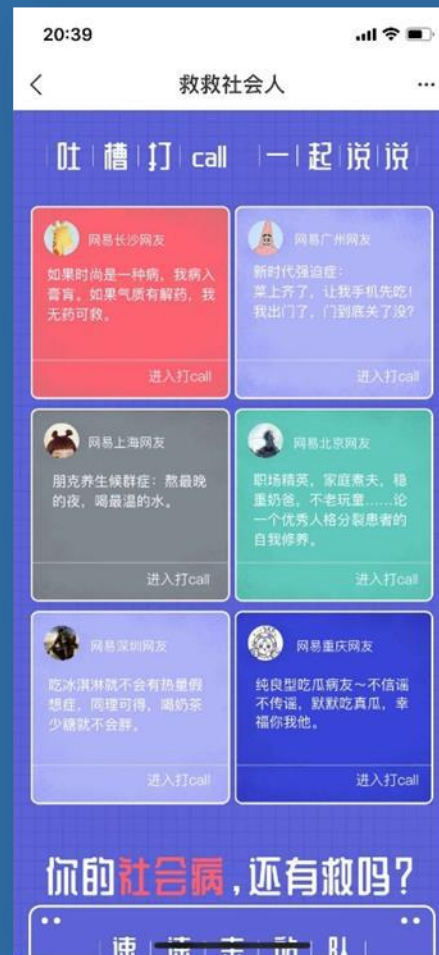 20:39
救救社会人
吐槽打call 一起说说
网易长沙网友
如果时尚是一种病，我病入
膏肓。如果气质有解药，我
无药可救。
进入打call
网易广州网友
新时代强迫症：
菜上齐了，让我手机先吃！
我出门了，门到底关了没？
进入打call
网易上海网友
朋克养生候群症：熬最晚
的夜，喝最温的水。
进入打call
网易北京网友
职场精英，家庭煮夫，稳
重奶爸，不老玩童……论
一个优秀人格分裂患者的
自我修养。
进入打call
网易深圳网友
吃冰淇淋就不会有热量假
想症，同理可得，喝奶茶
少糖就不会胖。
进入打call
网易重庆网友
纯良型吃瓜病友～不信谣
不传谣，默默吃真瓜，幸
福你我他。
进入打call
你的社会病，还有救吗？
速速来站队